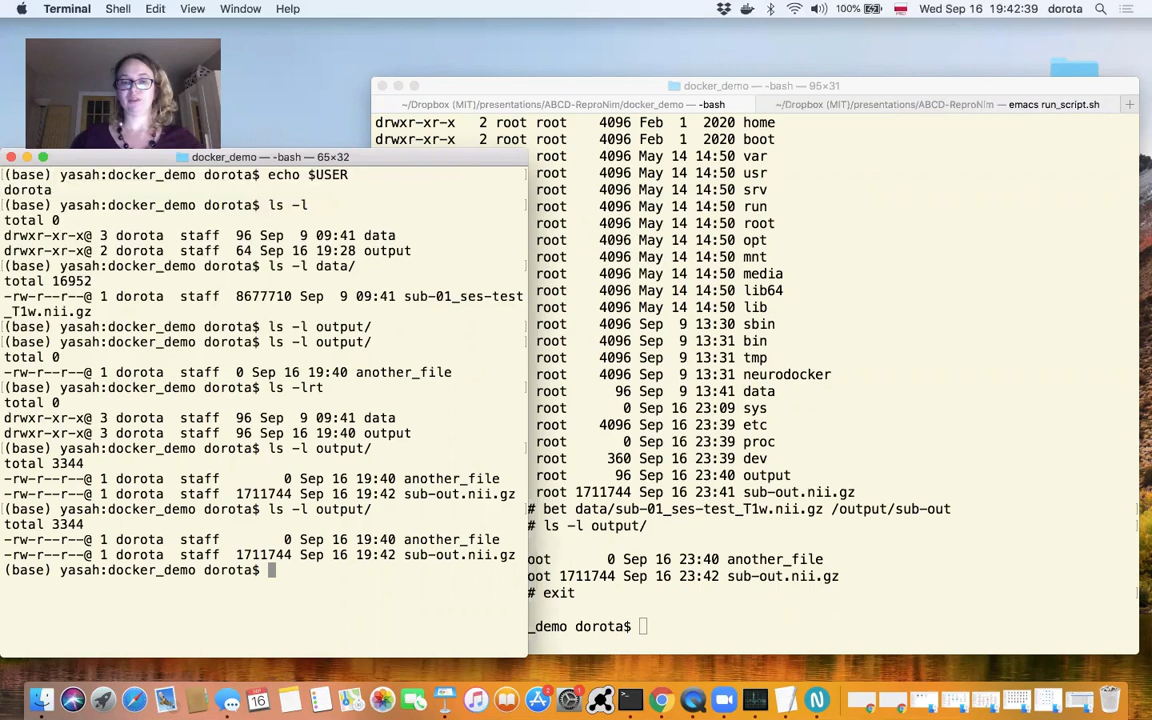 Terminal Shell Edit View Window Help 100% Wed Sep 16 19:42:39 dorota
docker_demo — -bash — 95×31
~/Dropbox (MIT)/presentations/ABCD-ReproNim/docker_demo — -bash
~/Dropbox (MIT)/presentations/ABCD-ReproNim — emacs run_script.sh
drwxr-xr-x 2 root root 4096 Feb 1 2020 home
drwxr-xr-x 2 root root 4096 Feb 1 2020 boot
root 4096 May 14 14:50 var
root 4096 May 14 14:50 usr
root 4096 May 14 14:50 srv
root 4096 May 14 14:50 run
root 4096 May 14 14:50 root
root 4096 May 14 14:50 opt
root 4096 May 14 14:50 mnt
root 4096 May 14 14:50 media
root 4096 May 14 14:50 lib64
root 4096 May 14 14:50 lib
root 4096 Sep 9 13:30 sbin
root 4096 Sep 9 13:31 bin
root 4096 Sep 9 13:31 tmp
root 4096 Sep 9 13:31 neurodocker
root 96 Sep 9 13:41 data
root 0 Sep 16 23:09 sys
root 4096 Sep 16 23:39 etc
root 0 Sep 16 23:39 proc
root 360 Sep 16 23:39 dev
root 96 Sep 16 23:40 output
root 1711744 Sep 16 23:41 sub-out.nii.gz
# bet data/sub-01_ses-test_T1w.nii.gz /output/sub-out
# ls -l output/
oot 0 Sep 16 23:40 another_file
oot 1711744 Sep 16 23:42 sub-out.nii.gz
# exit
_demo dorota$
docker_demo — -bash — 65×32
(base) yasah:docker_demo dorota$ echo $USER
dorota
(base) yasah:docker_demo dorota$ ls -l
total 0
drwxr-xr-x@ 3 dorota staff 96 Sep 9 09:41 data
drwxr-xr-x@ 2 dorota staff 64 Sep 16 19:28 output
(base) yasah:docker_demo dorota$ ls -l data/
total 16952
-rw-r--r--@ 1 dorota staff 8677710 Sep 9 09:41 sub-01_ses-test
_T1w.nii.gz
(base) yasah:docker_demo dorota$ ls -l output/
(base) yasah:docker_demo dorota$ ls -l output/
total 0
-rw-r--r--@ 1 dorota staff 0 Sep 16 19:40 another_file
(base) yasah:docker_demo dorota$ ls -lrt
total 0
drwxr-xr-x@ 3 dorota staff 96 Sep 9 09:41 data
drwxr-xr-x@ 3 dorota staff 96 Sep 16 19:40 output
(base) yasah:docker_demo dorota$ ls -l output/
total 3344
-rw-r--r--@ 1 dorota staff 0 Sep 16 19:40 another_file
-rw-r--r--@ 1 dorota staff 1711744 Sep 16 19:42 sub-out.nii.gz
(base) yasah:docker_demo dorota$ ls -l output/
total 3344
-rw-r--r--@ 1 dorota staff 0 Sep 16 19:40 another_file
-rw-r--r--@ 1 dorota staff 1711744 Sep 16 19:42 sub-out.nii.gz
(base) yasah:docker_demo dorota$
SEP
16